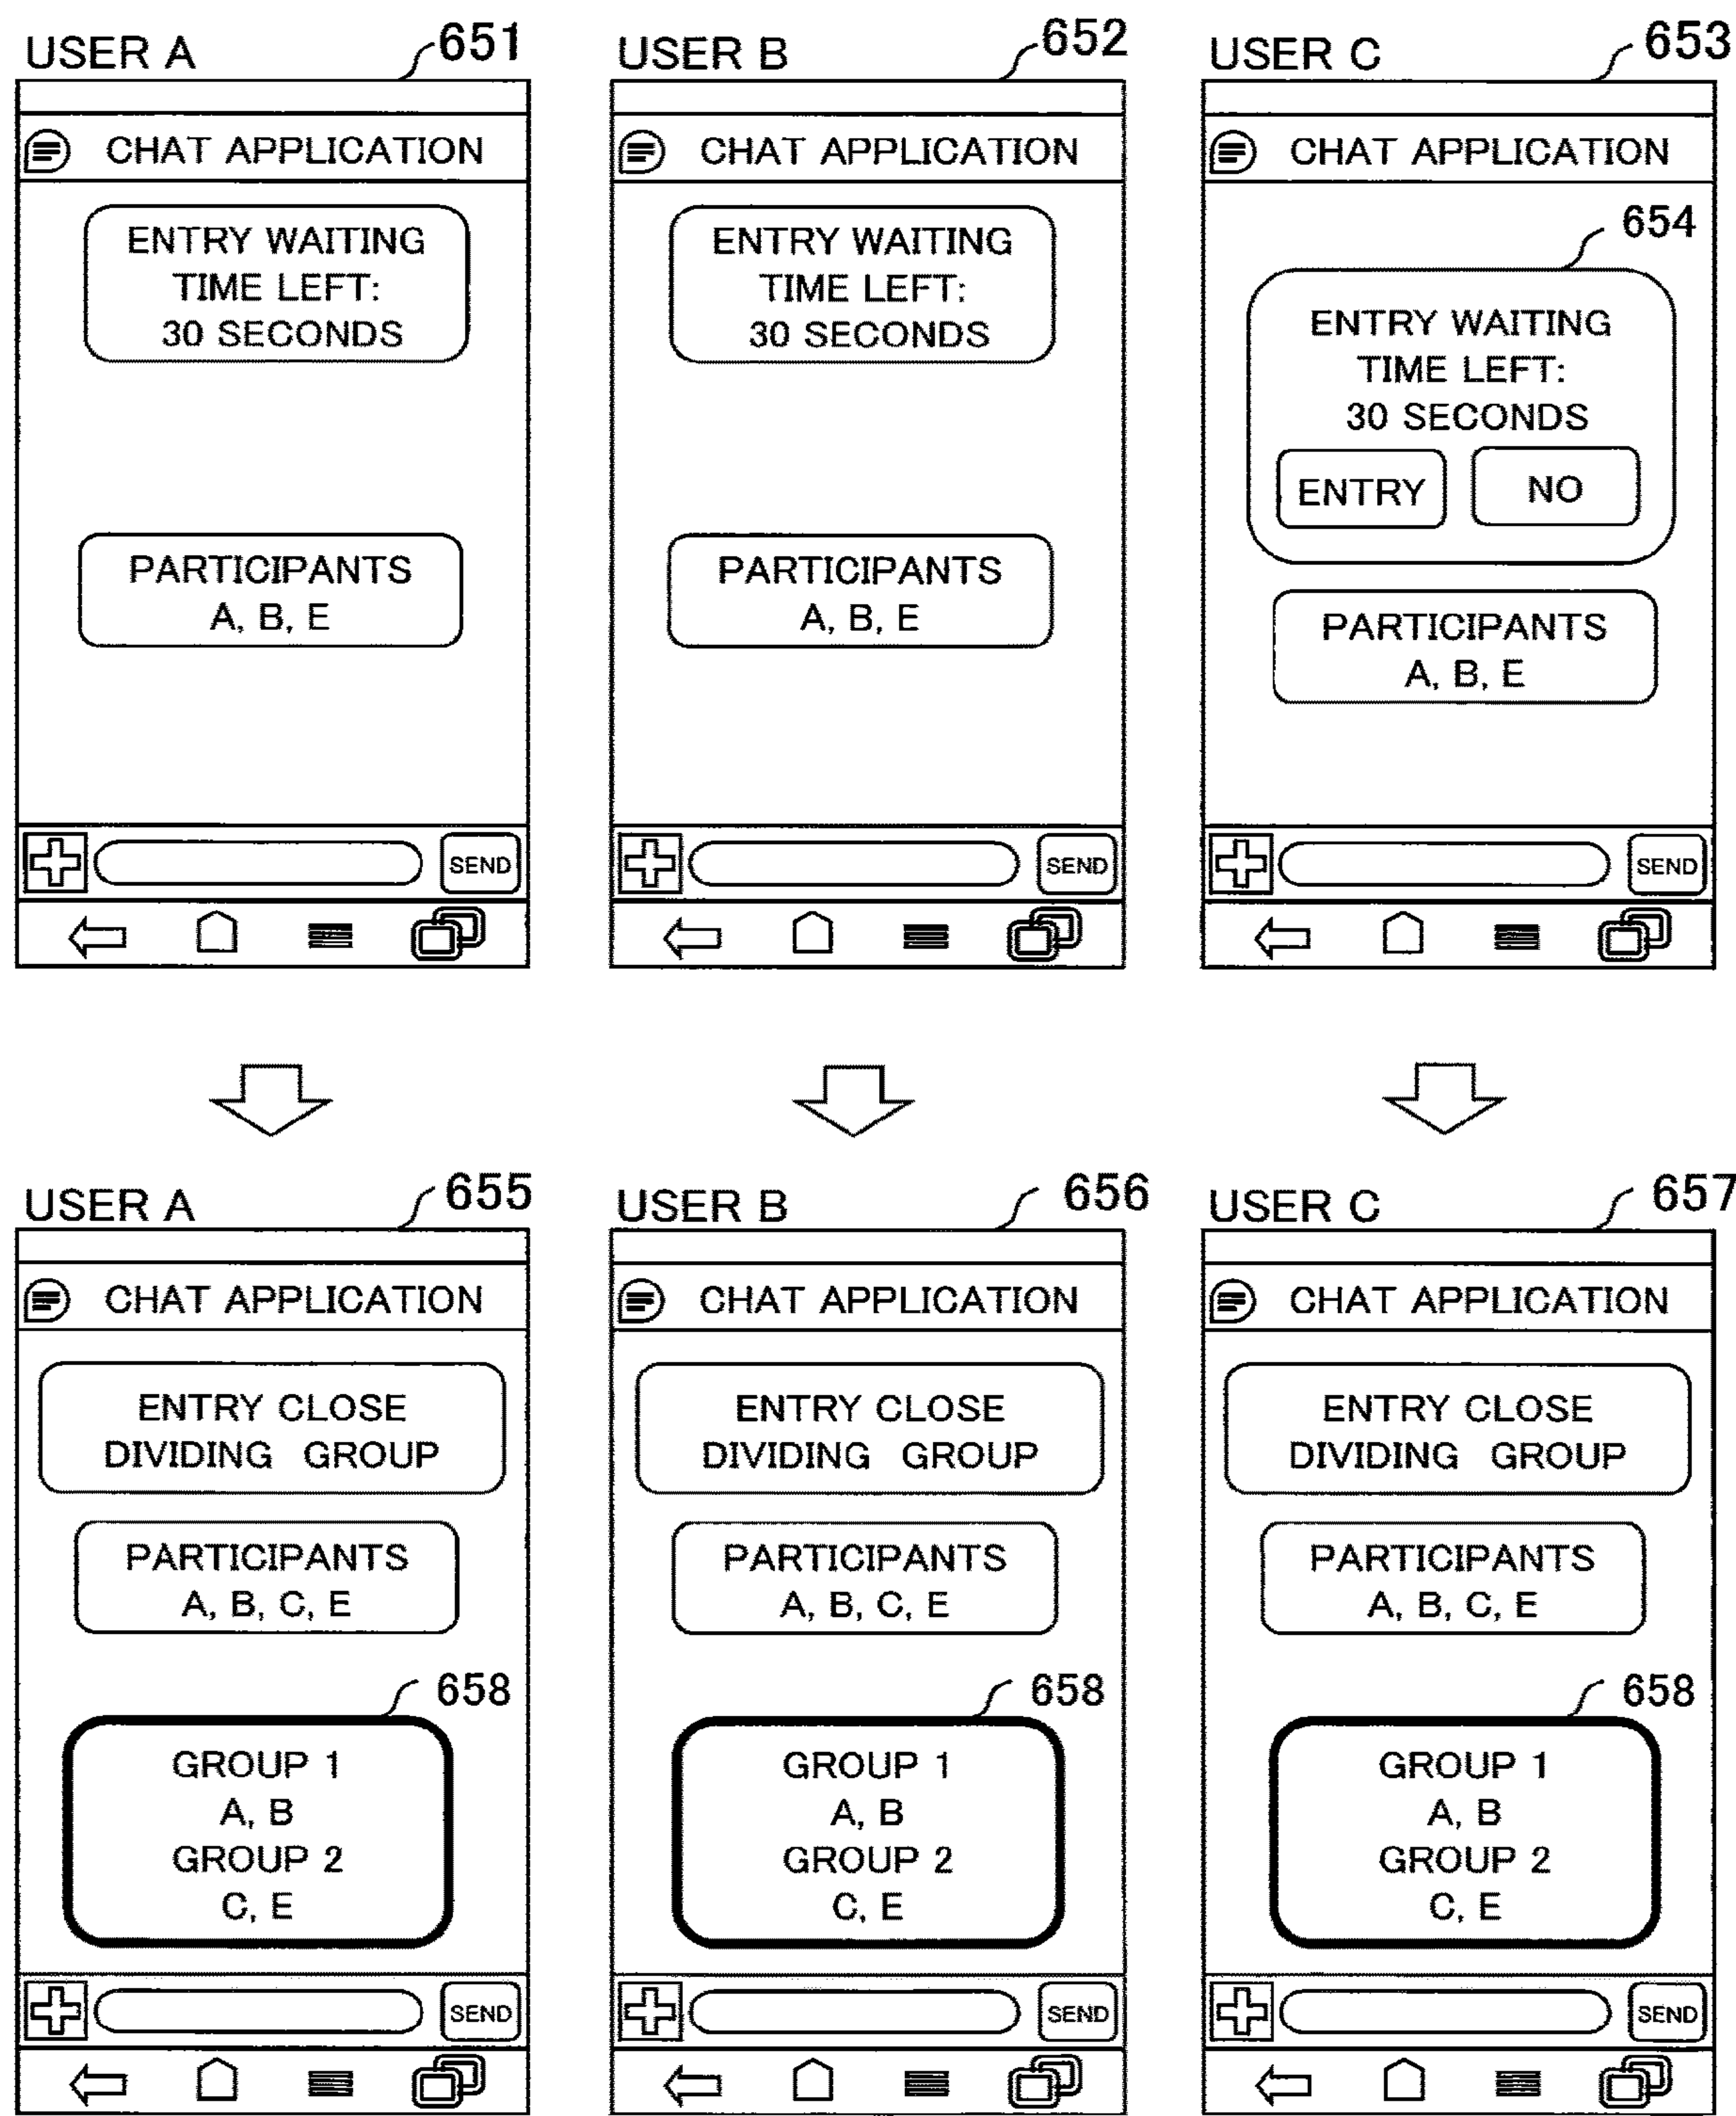 USER A
651
CHAT APPLICATION
ENTRY WAITING
TIME LEFT:
30 SECONDS
PARTICIPANTS
A, B, E
SEND
USER B
652
CHAT APPLICATION
ENTRY WAITING
TIME LEFT:
30 SECONDS
PARTICIPANTS
A, B, E
SEND
USER C
653
CHAT APPLICATION
654
ENTRY WAITING
TIME LEFT:
30 SECONDS
ENTRY
NO
PARTICIPANTS
A, B, E
SEND
USER A
655
CHAT APPLICATION
ENTRY CLOSE
DIVIDING GROUP
PARTICIPANTS
A, B, C, E
658
GROUP 1
A, B
GROUP 2
C, E
SEND
USER B
656
CHAT APPLICATION
ENTRY CLOSE
DIVIDING GROUP
PARTICIPANTS
A, B, C, E
658
GROUP 1
A, B
GROUP 2
C, E
SEND
USER C
657
CHAT APPLICATION
ENTRY CLOSE
DIVIDING GROUP
PARTICIPANTS
A, B, C, E
658
GROUP 1
A, B
GROUP 2
C, E
SEND